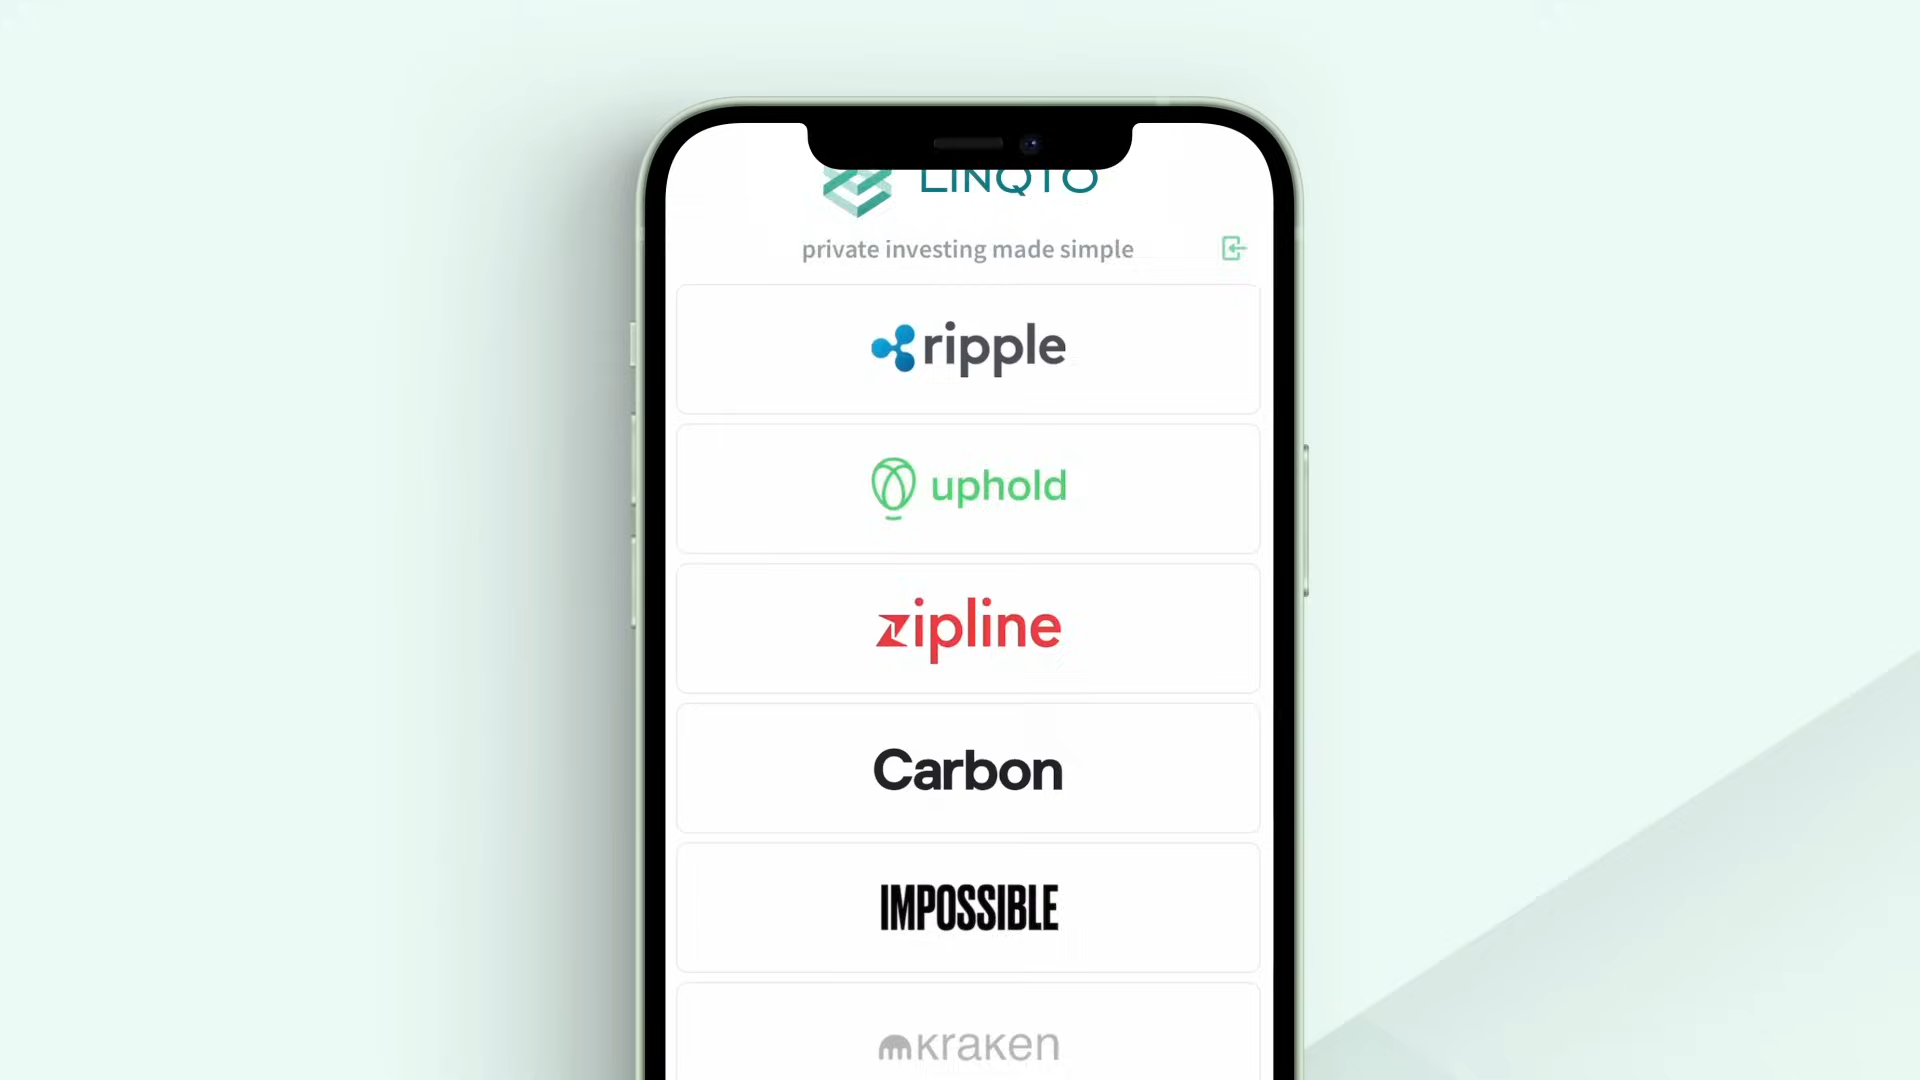 LINQTO
private investing made simple
ripple
uphold
zipline
Carbon
IMPOSSIBLE
kraken